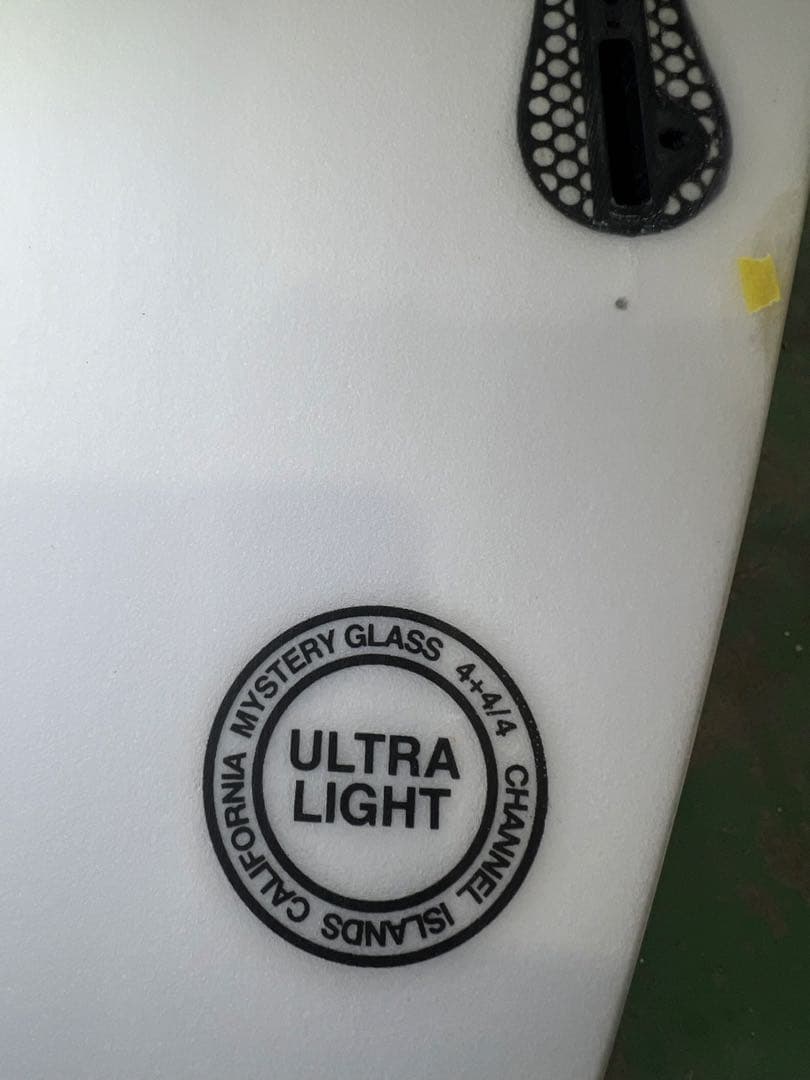 MYSTERY GLASS 4+4/4
CHANNEL ISLANDS CALIFORNIA
ULTRA
LIGHT